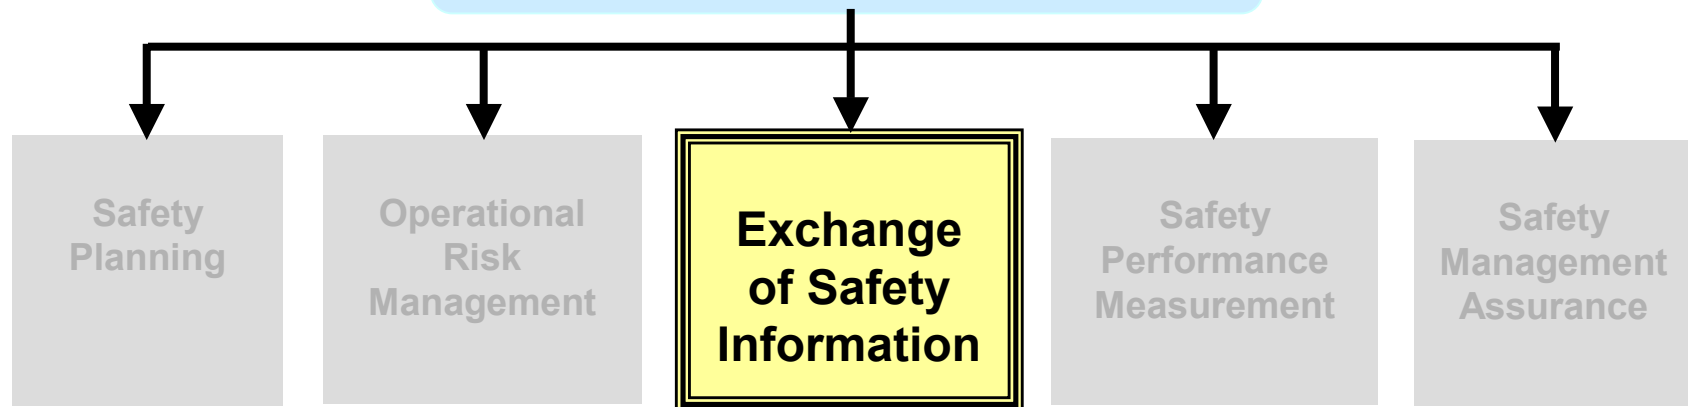 Safety
Planning
Operational
Risk
Management
Exchange
of Safety
Information
Safety
Performance
Measurement
Safety
Management
Assurance